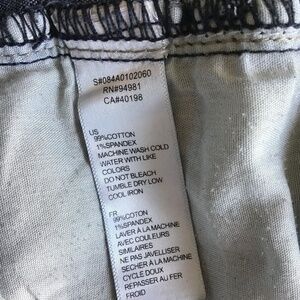 S#084A0102060
RN#94981
CA#40198
US
99%COTTON
1%SPANDEX
MACHINE WASH COLD
WATER WITH LIKE
COLORS
DO NOT BLEACH
TUMBLE DRY LOW
COOL IRON
FR
99%COTON
1%SPANDEX
LAVER À LA MACHINE
AVEC COULEURS
SIMILAIRES
NE PAS JAVELLISER
SECHER À LA MACHINE
CYCLE DOUX
REPASSER AU FER
FROID